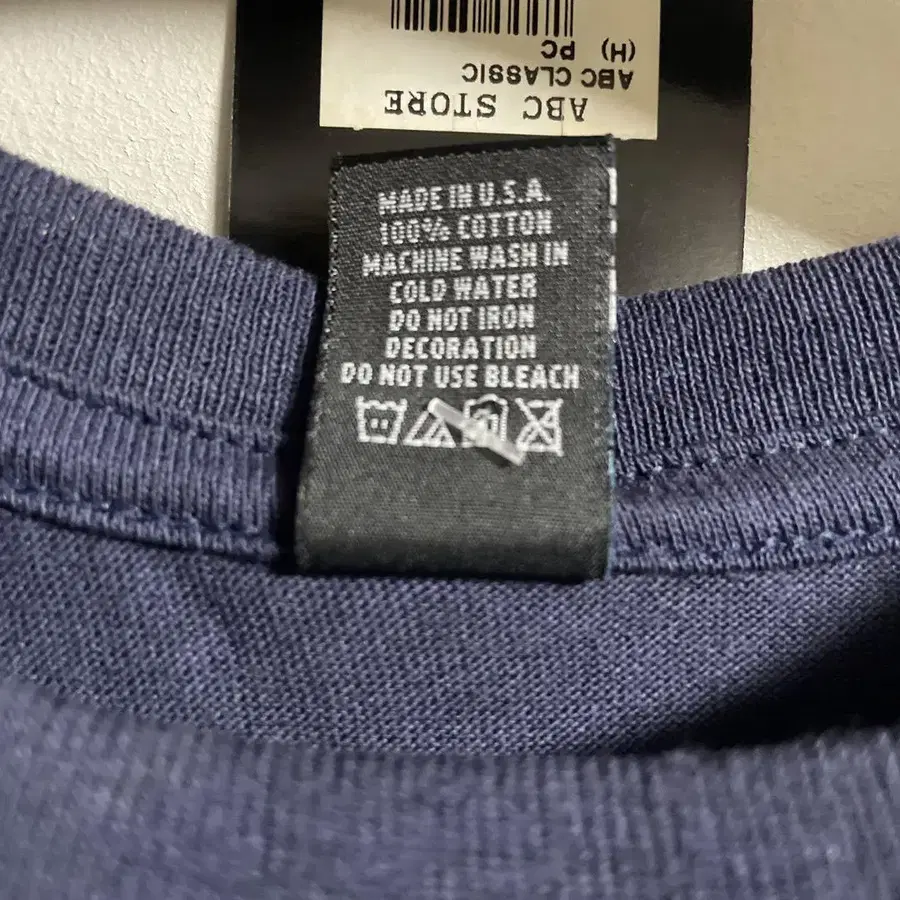 ABC STORE
ABC CLASSIC
(H) PC
MADE IN U.S.A.
100% COTTON
MACHINE WASH IN
COLD WATER
DO NOT IRON
DECORATION
DO NOT USE BLEACH